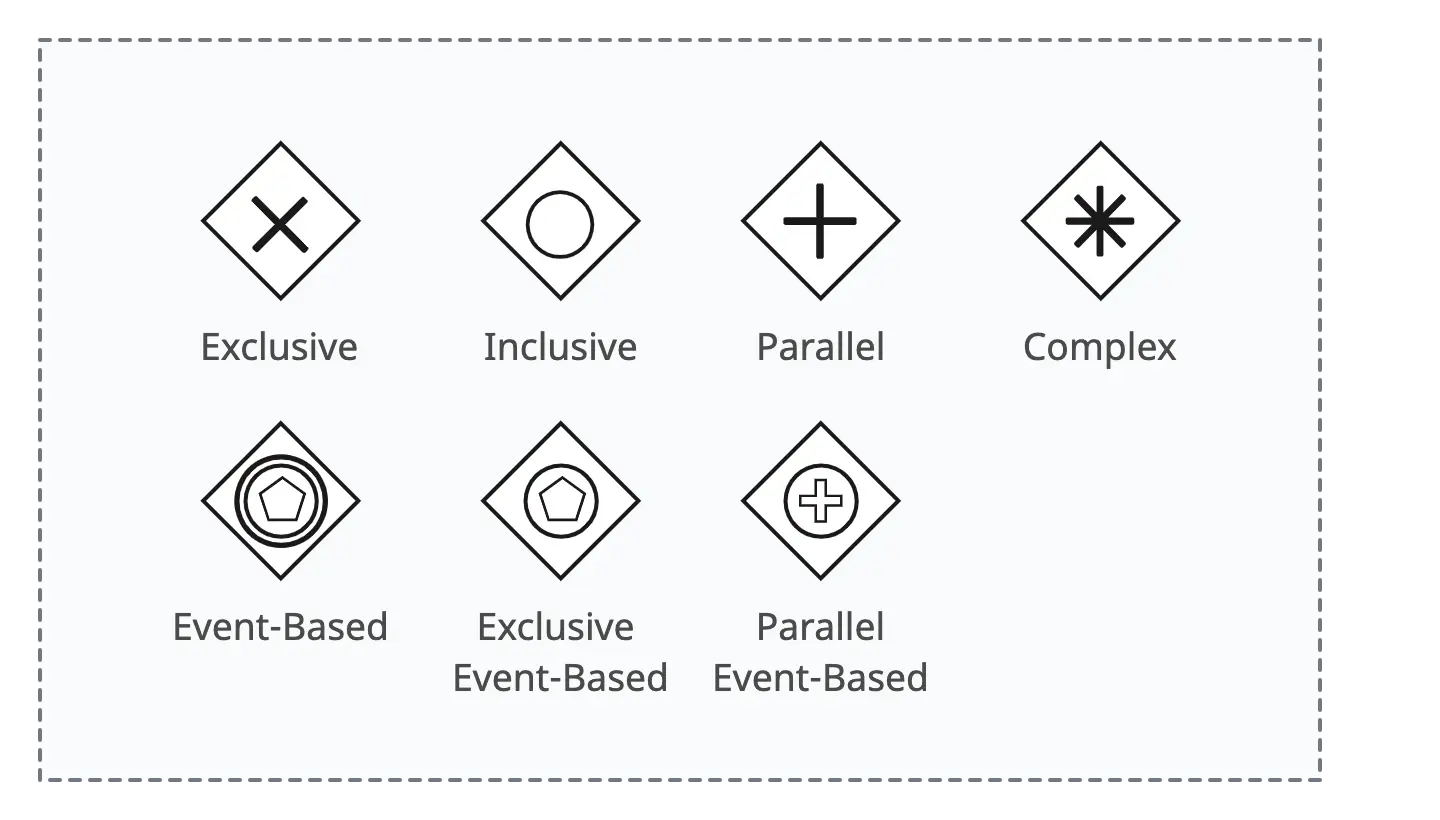 Exclusive
Inclusive
Parallel
Complex
Event-Based
Exclusive
Event-Based
Parallel
Event-Based